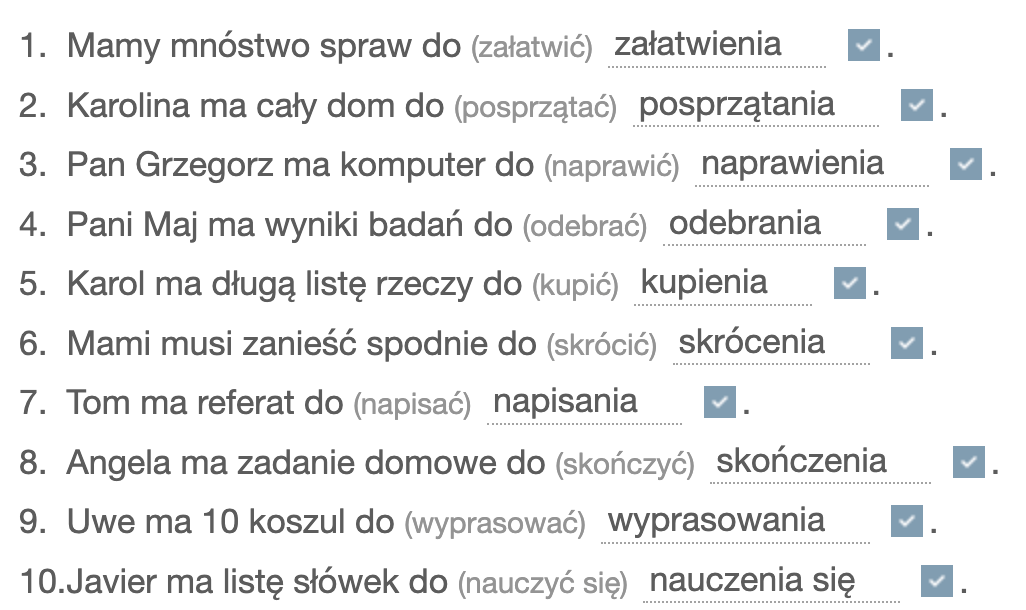 1. Mamy mnóstwo spraw do (załatwić) załatwienia .
2. Karolina ma cały dom do (posprzątać) posprzątania .
3. Pan Grzegorz ma komputer do (naprawić) naprawienia .
4. Pani Maj ma wyniki badań do (odebrać) odebrania .
5. Karol ma długą listę rzeczy do (kupić) kupienia .
6. Mami musi zanieść spodnie do (skrócić) skrócenia .
7. Tom ma referat do (napisać) napisania .
8. Angela ma zadanie domowe do (skończyć) skończenia .
9. Uwe ma 10 koszul do (wyprasować) wyprasowania .
10.Javier ma listę słówek do (nauczyć się) nauczenia się .